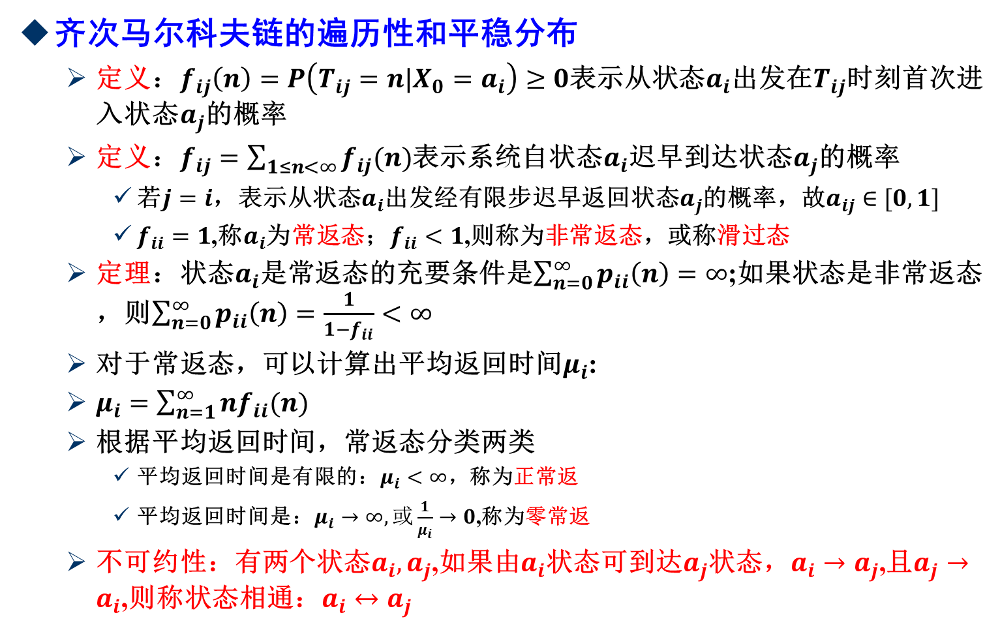 ◆ 齐次马尔科夫链的遍历性和平稳分布
➢ 定义：$f_{ij}(n) = P(T_{ij} = n|X_0 = a_i) \geq 0$表示从状态$a_i$出发在$T_{ij}$时刻首次进
入状态$a_j$的概率
➢ 定义：$f_{ij} = \sum_{1 \leq n < \infty} f_{ij}(n)$表示系统自状态$a_i$迟早到达状态$a_j$的概率
✓ 若$j = i$，表示从状态$a_i$出发经有限步迟早返回状态$a_j$的概率，故$a_{ij} \in [0, 1]$
✓ $f_{ii} = 1$,称$a_i$为常返态；$f_{ii} < 1$,则称为非常返态，或称滑过态
➢ 定理：状态$a_i$是常返态的充要条件是$\sum_{n=0}^{\infty} p_{ii}(n) = \infty$;如果状态是非常返态
，则$\sum_{n=0}^{\infty} p_{ii}(n) = \frac{1}{1-f_{ii}} < \infty$
➢ 对于常返态，可以计算出平均返回时间$\mu_i$:
➢ $\mu_i = \sum_{n=1}^{\infty} n f_{ii}(n)$
➢ 根据平均返回时间，常返态分类两类
✓ 平均返回时间是有限的：$\mu_i < \infty$，称为正常返
✓ 平均返回时间是：$\mu_i \to \infty$,或$\frac{1}{\mu_i} \to 0$,称为零常返
➢ 不可约性：有两个状态$a_i, a_j$,如果由$a_i$状态可到达$a_j$状态，$a_i \to a_j$,且$a_j \to$
$a_i$,则称状态相通：$a_i \leftrightarrow a_j$